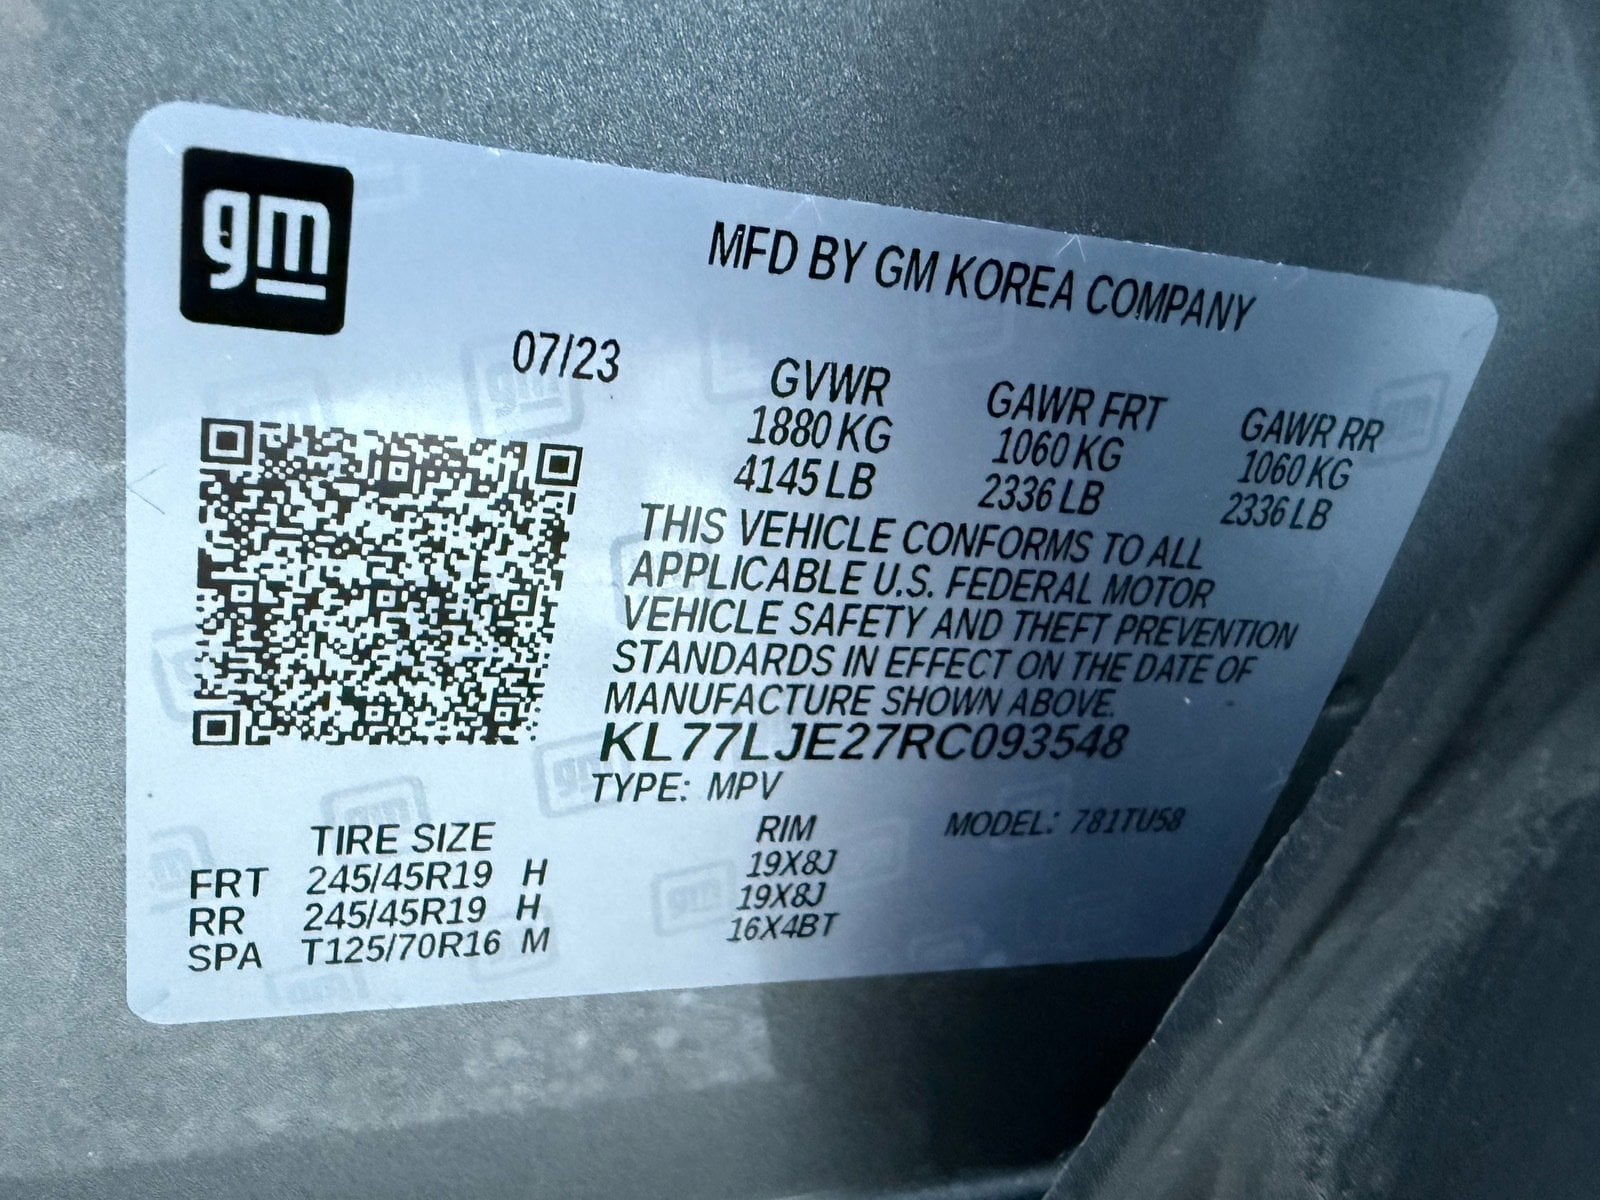 gm
MFD BY GM KOREA COMPANY
07/23
GVWR GAWR FRT GAWR RR
1880 KG 1060 KG 1060 KG
4145 LB 2336 LB 2336 LB
THIS VEHICLE CONFORMS TO ALL
APPLICABLE U.S. FEDERAL MOTOR
VEHICLE SAFETY AND THEFT PREVENTION
STANDARDS IN EFFECT ON THE DATE OF
MANUFACTURE SHOWN ABOVE.
KL77LJE27RC093548
TYPE: MPV
MODEL: 781TU58
TIRE SIZE RIM
FRT 245/45R19 H 19X8J
RR 245/45R19 H 19X8J
SPA T125/70R16 M 16X4BT